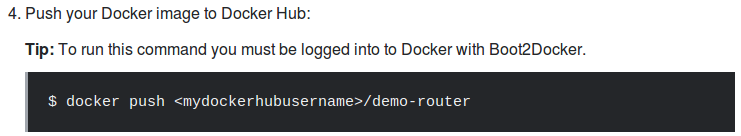 4. Push your Docker image to Docker Hub:
Tip: To run this command you must be logged into to Docker with Boot2Docker.
$ docker push <mydockerhubusername>/demo-router